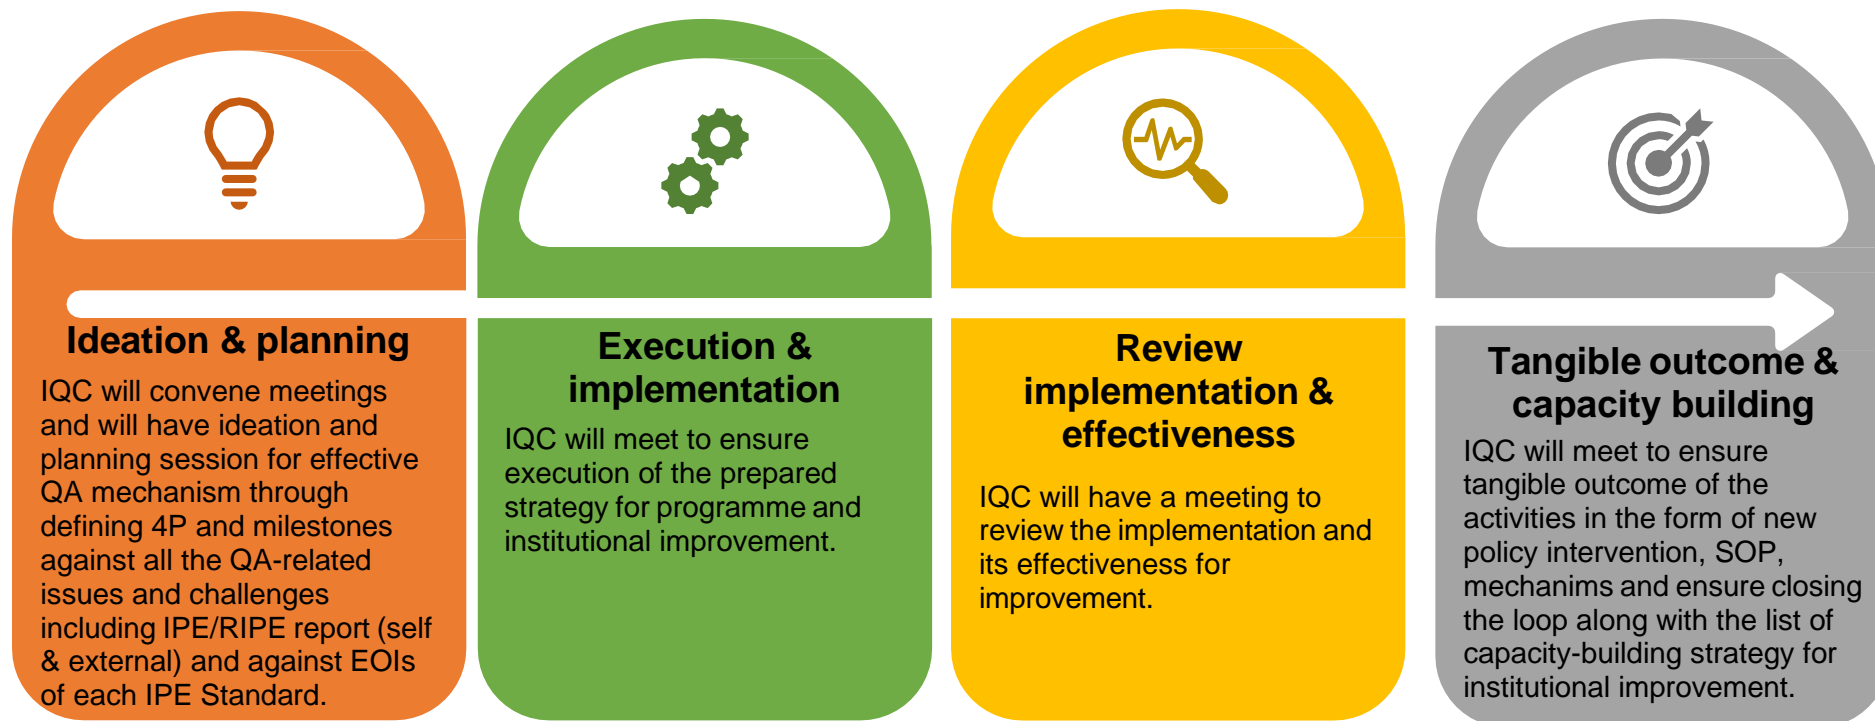 Ideation & planning
IQC will convene meetings
and will have ideation and
planning session for effective
QA mechanism through
defining 4P and milestones
against all the QA-related
issues and challenges
including IPE/RIPE report (self
& external) and against EOIs
of each IPE Standard.
Execution &
implementation
IQC will meet to ensure
execution of the prepared
strategy for programme and
institutional improvement.
Review
implementation &
effectiveness
IQC will have a meeting to
review the implementation and
its effectiveness for
improvement.
Tangible outcome &
capacity building
IQC will meet to ensure
tangible outcome of the
activities in the form of new
policy intervention, SOP,
mechanims and ensure closing
the loop along with the list of
capacity-building strategy for
institutional improvement.